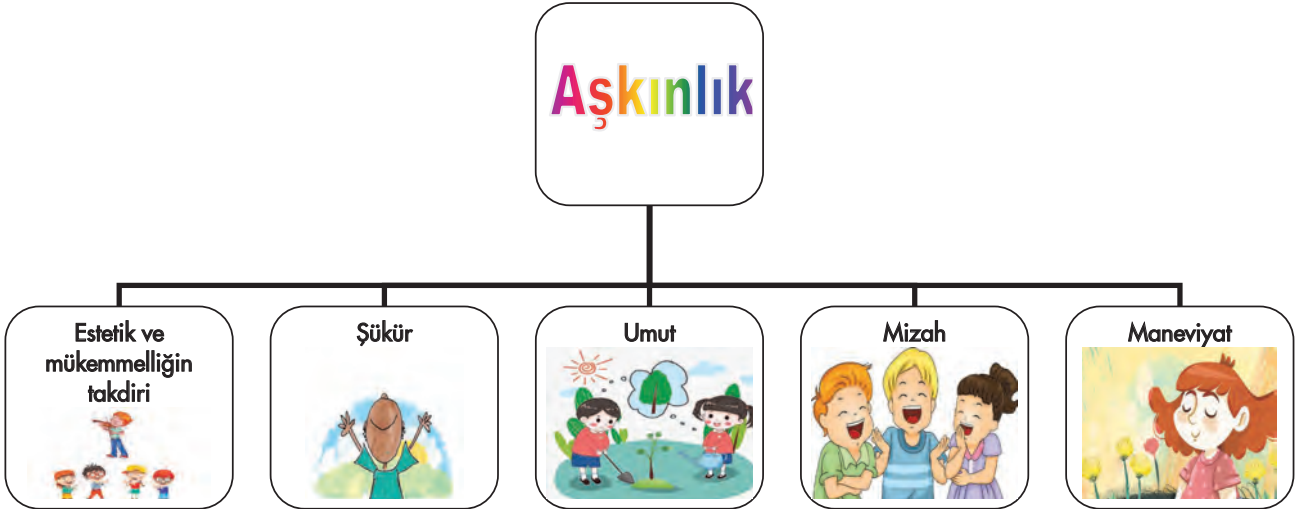 Aşkınlık
Estetik ve
mükemmelliğin
takdiri
Şükür
Umut
Mizah
Maneviyat